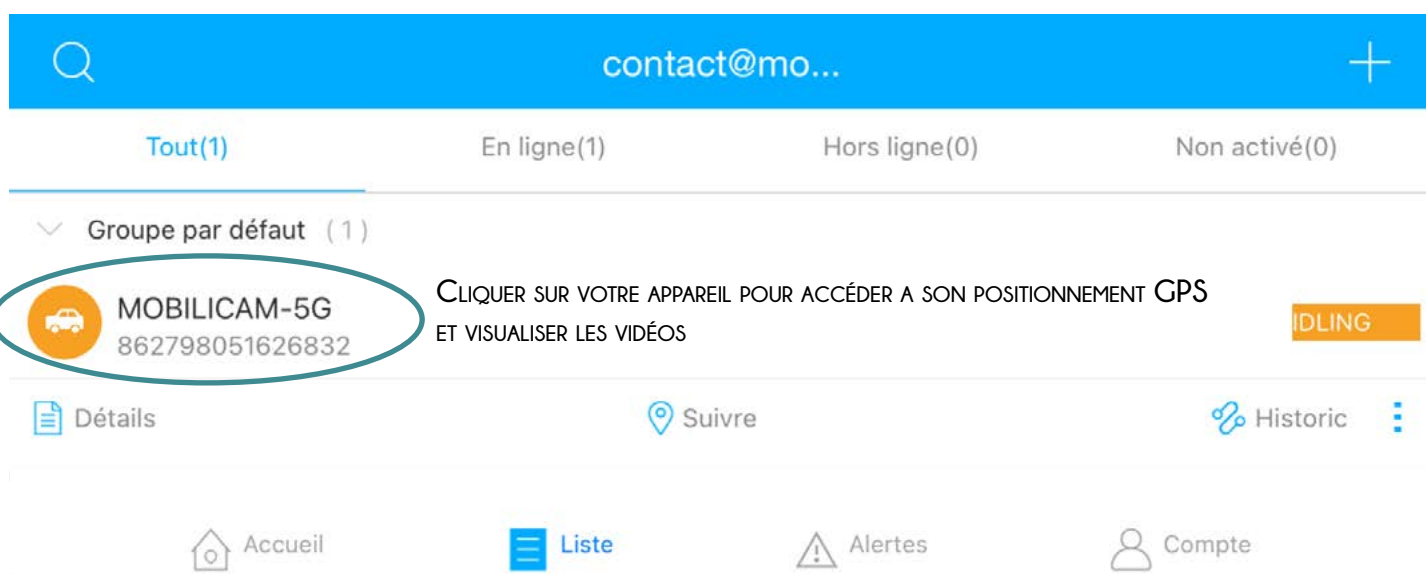 contact@mo...
Tout(1) En ligne(1) Hors ligne(0) Non activé(0)
Groupe par défaut (1)
MOBILICAM-5G
862798051626832
CLIQUER SUR VOTRE APPAREIL POUR ACCÉDER A SON POSITIONNEMENT GPS
ET VISUALISER LES VIDÉOS
IDLING
Détails Suivre Historic
Accueil Liste Alertes Compte